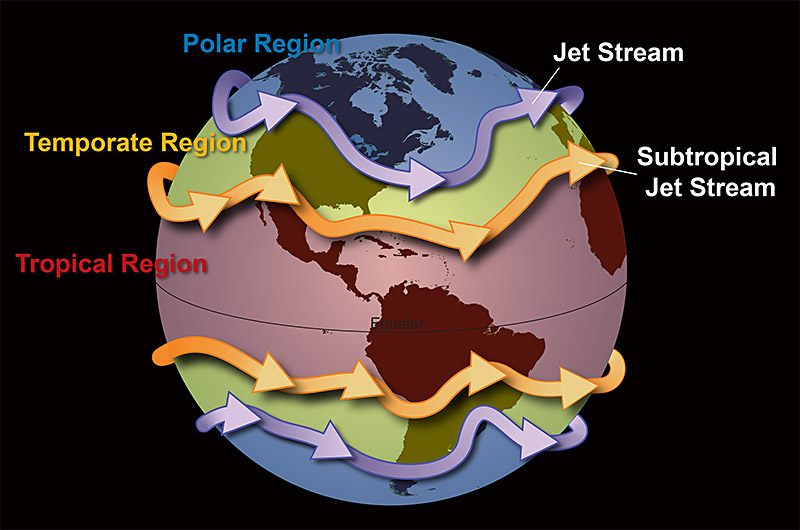 Polar Region
Jet Stream
Temporate Region
Subtropical
Jet Stream
Tropical Region
Equator